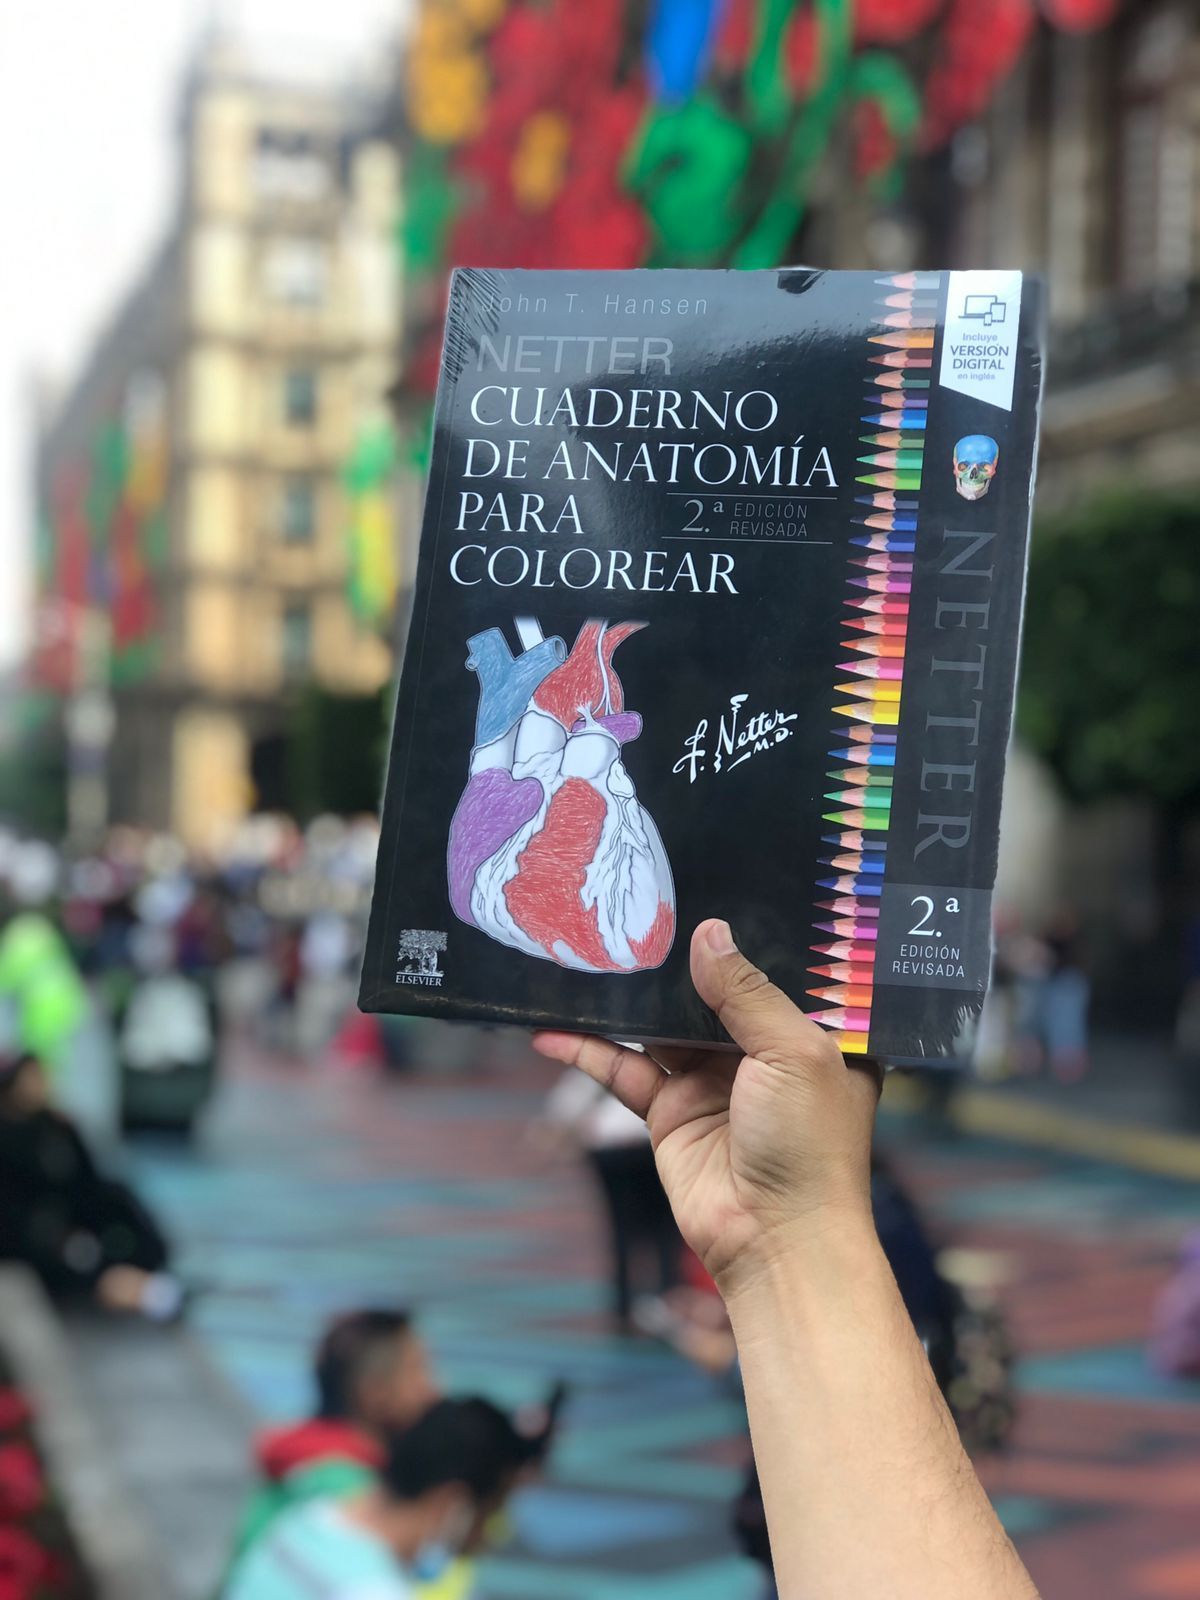 John T. Hansen
NETTER
CUADERNO
DE ANATOMÍA
PARA
2.ª EDICIÓN
REVISADA
COLOREAR
F. Netter
M.D.
ELSEVIER
Incluye
VERSIÓN
DIGITAL
en inglés
NETTER
2.ª
EDICIÓN
REVISADA